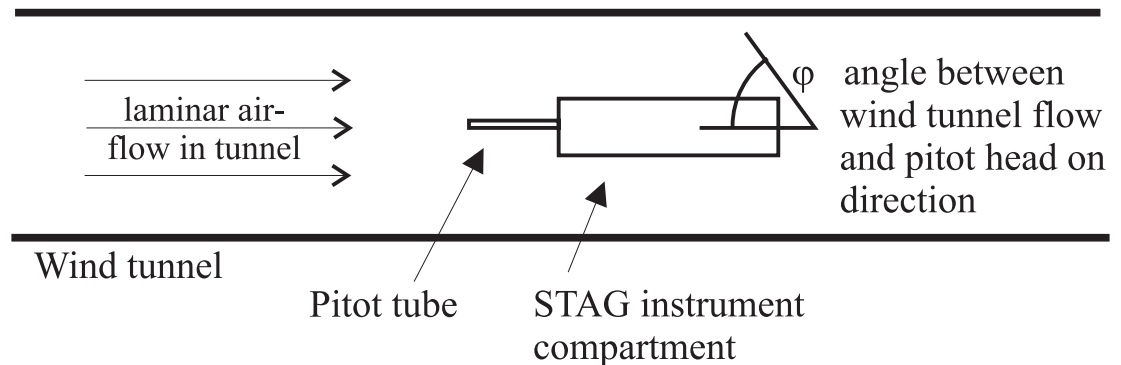 laminar air-
flow in tunnel
φ angle between
wind tunnel flow
and pitot head on
direction
Wind tunnel
Pitot tube
STAG instrument
compartment